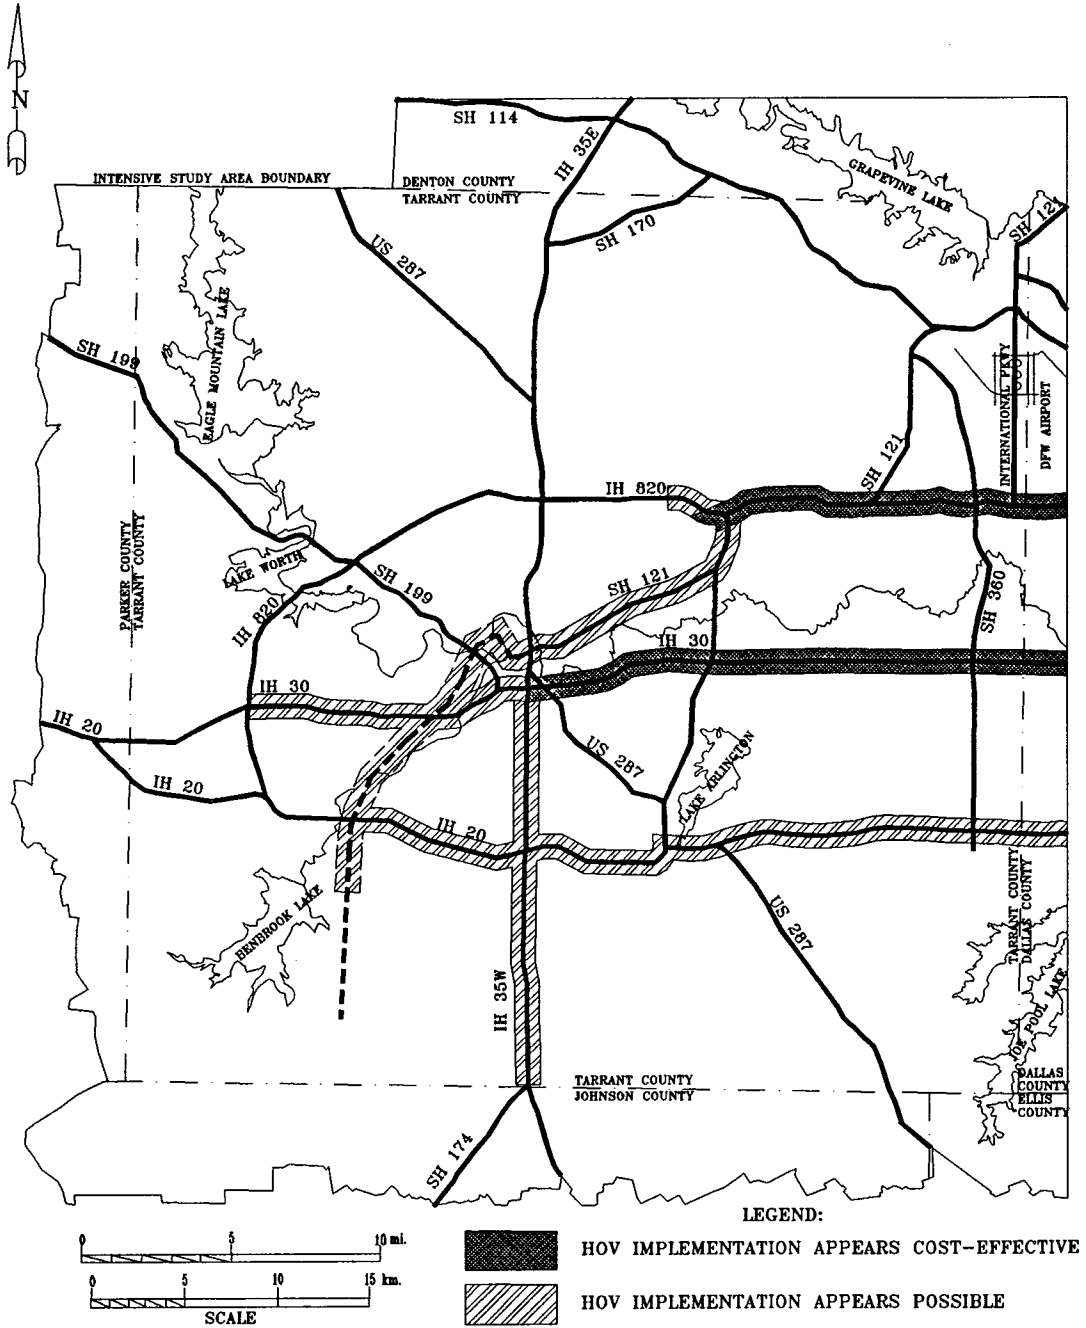 N
SH 114
IH 35E
INTENSIVE STUDY AREA BOUNDARY
DENTON COUNTY
TARRANT COUNTY
GRAPEVINE LAKE
SH 121
SH 170
US 287
EAGLE MOUNTAIN LAKE
SH 199
INTERNATIONAL PKWY
DFW AIRPORT
SH 121
IH 820
PARKER COUNTY
TARRANT COUNTY
LAKE WORTH
SH 199
SH 121
IH 820
SH 360
IH 30
IH 30
IH 20
US 287
LAKE ARLINGTON
IH 20
IH 20
BENBROOK LAKE
US 287
TARRANT COUNTY
DALLAS COUNTY
IH 35W
JOE POOL LAKE
TARRANT COUNTY
JOHNSON COUNTY
DALLAS
COUNTY
ELLIS
COUNTY
SH 174
LEGEND:
0 5 10 mi.
HOV IMPLEMENTATION APPEARS COST-EFFECTIVE
0 5 10 15 km.
SCALE
HOV IMPLEMENTATION APPEARS POSSIBLE